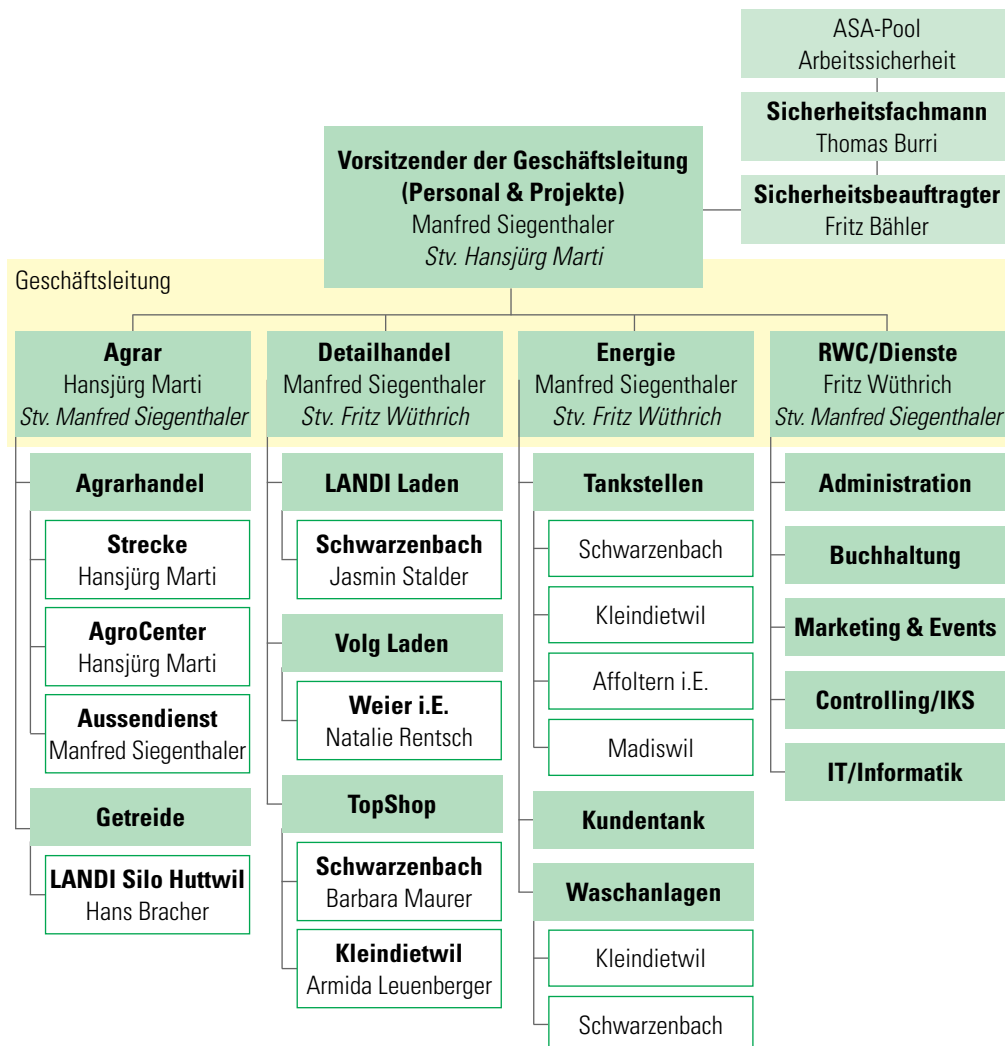 ASA-Pool
Arbeitssicherheit
Sicherheitsfachmann
Thomas Burri
Sicherheitsbeauftragter
Fritz Bähler
Vorsitzender der Geschäftsleitung
(Personal & Projekte)
Manfred Siegenthaler
Stv. Hansjürg Marti
Geschäftsleitung
Agrar
Hansjürg Marti
Stv. Manfred Siegenthaler
Agrarhandel
Strecke
Hansjürg Marti
AgroCenter
Hansjürg Marti
Aussendienst
Manfred Siegenthaler
Getreide
LANDI Silo Huttwil
Hans Bracher
Detailhandel
Manfred Siegenthaler
Stv. Fritz Wüthrich
LANDI Laden
Schwarzenbach
Jasmin Stalder
Volg Laden
Weier i.E.
Natalie Rentsch
TopShop
Schwarzenbach
Barbara Maurer
Kleindietwil
Armida Leuenberger
Energie
Manfred Siegenthaler
Stv. Fritz Wüthrich
Tankstellen
Schwarzenbach
Kleindietwil
Affoltern i.E.
Madiswil
Kundentank
Waschanlagen
Kleindietwil
Schwarzenbach
RWC/Dienste
Fritz Wüthrich
Stv. Manfred Siegenthaler
Administration
Buchhaltung
Marketing & Events
Controlling/IKS
IT/Informatik